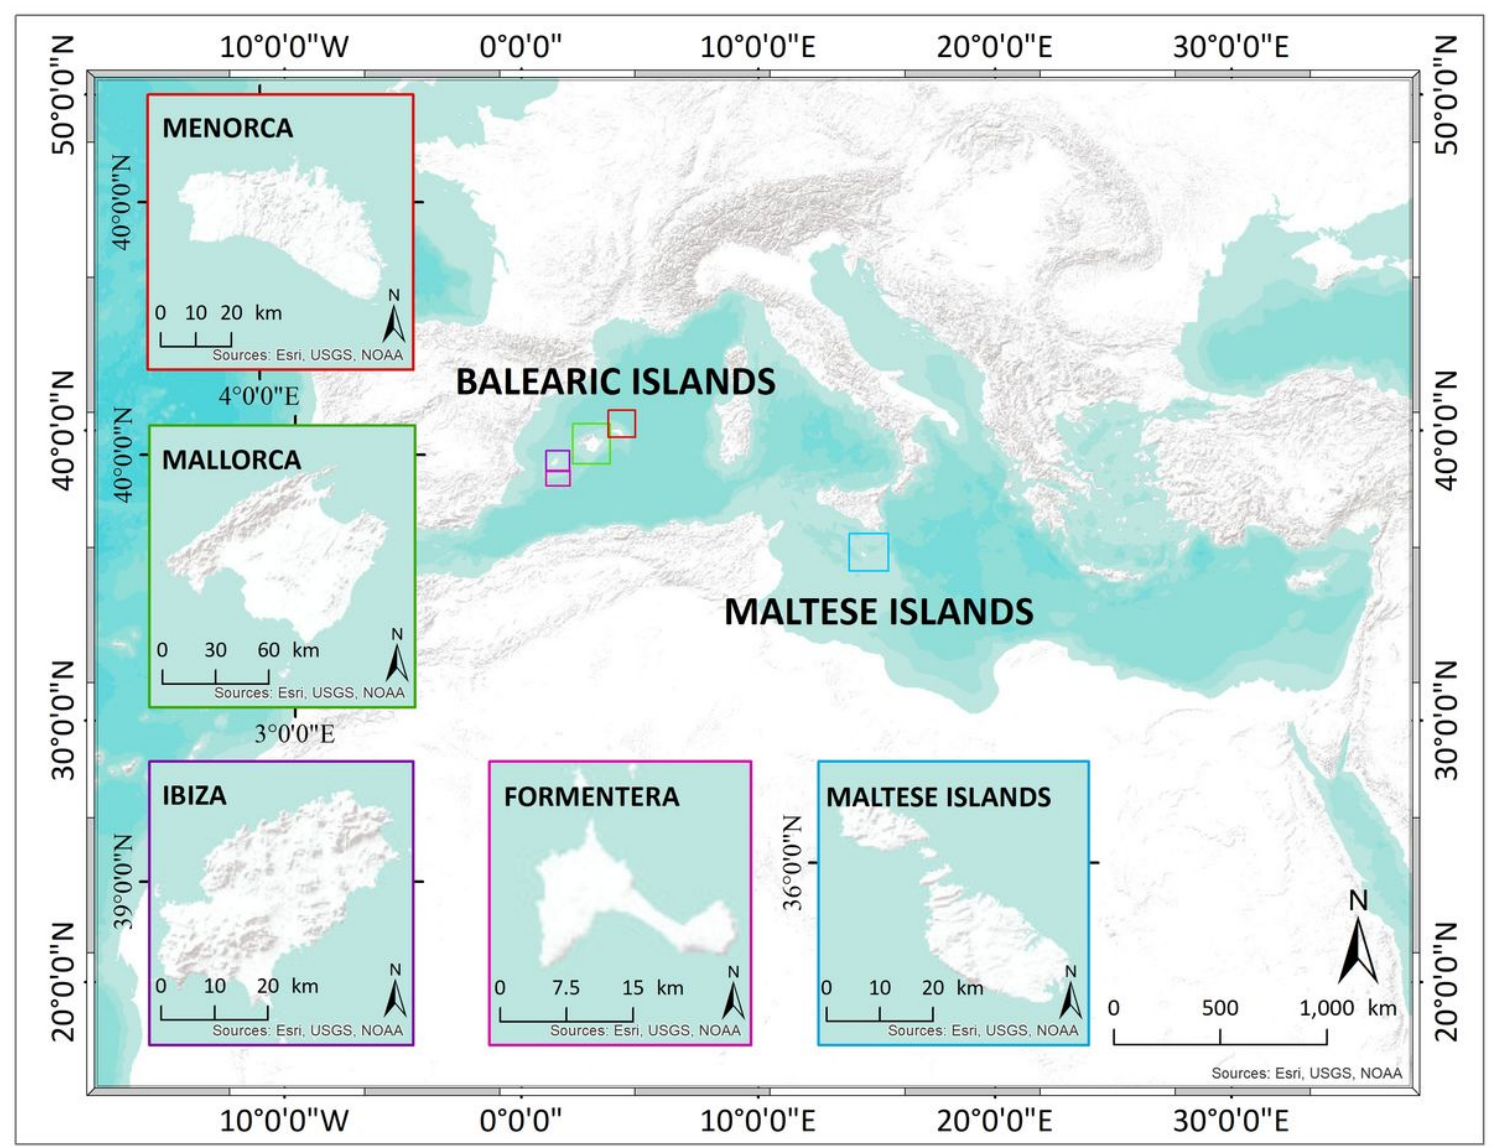 10°0'0"W 0°0'0" 10°0'0"E 20°0'0"E 30°0'0"E
50°0'0"N
50°0'0"N
MENORCA
40°0'0"N
0 10 20 km
N
Sources: Esri, USGS, NOAA
4°0'0"E
BALEARIC ISLANDS
40°0'0"N
40°0'0"N
40°0'0"N
MALLORCA
0 30 60 km
N
Sources: Esri, USGS, NOAA
3°0'0"E
MALTESE ISLANDS
30°0'0"N
30°0'0"N
IBIZA
39°0'0"N
0 10 20 km
N
Sources: Esri, USGS, NOAA
FORMENTERA
0 7.5 15 km
N
Sources: Esri, USGS, NOAA
MALTESE ISLANDS
36°0'0"N
0 10 20 km
N
Sources: Esri, USGS, NOAA
N
0 500 1,000 km
Sources: Esri, USGS, NOAA
20°0'0"N
20°0'0"N
10°0'0"W 0°0'0" 10°0'0"E 20°0'0"E 30°0'0"E